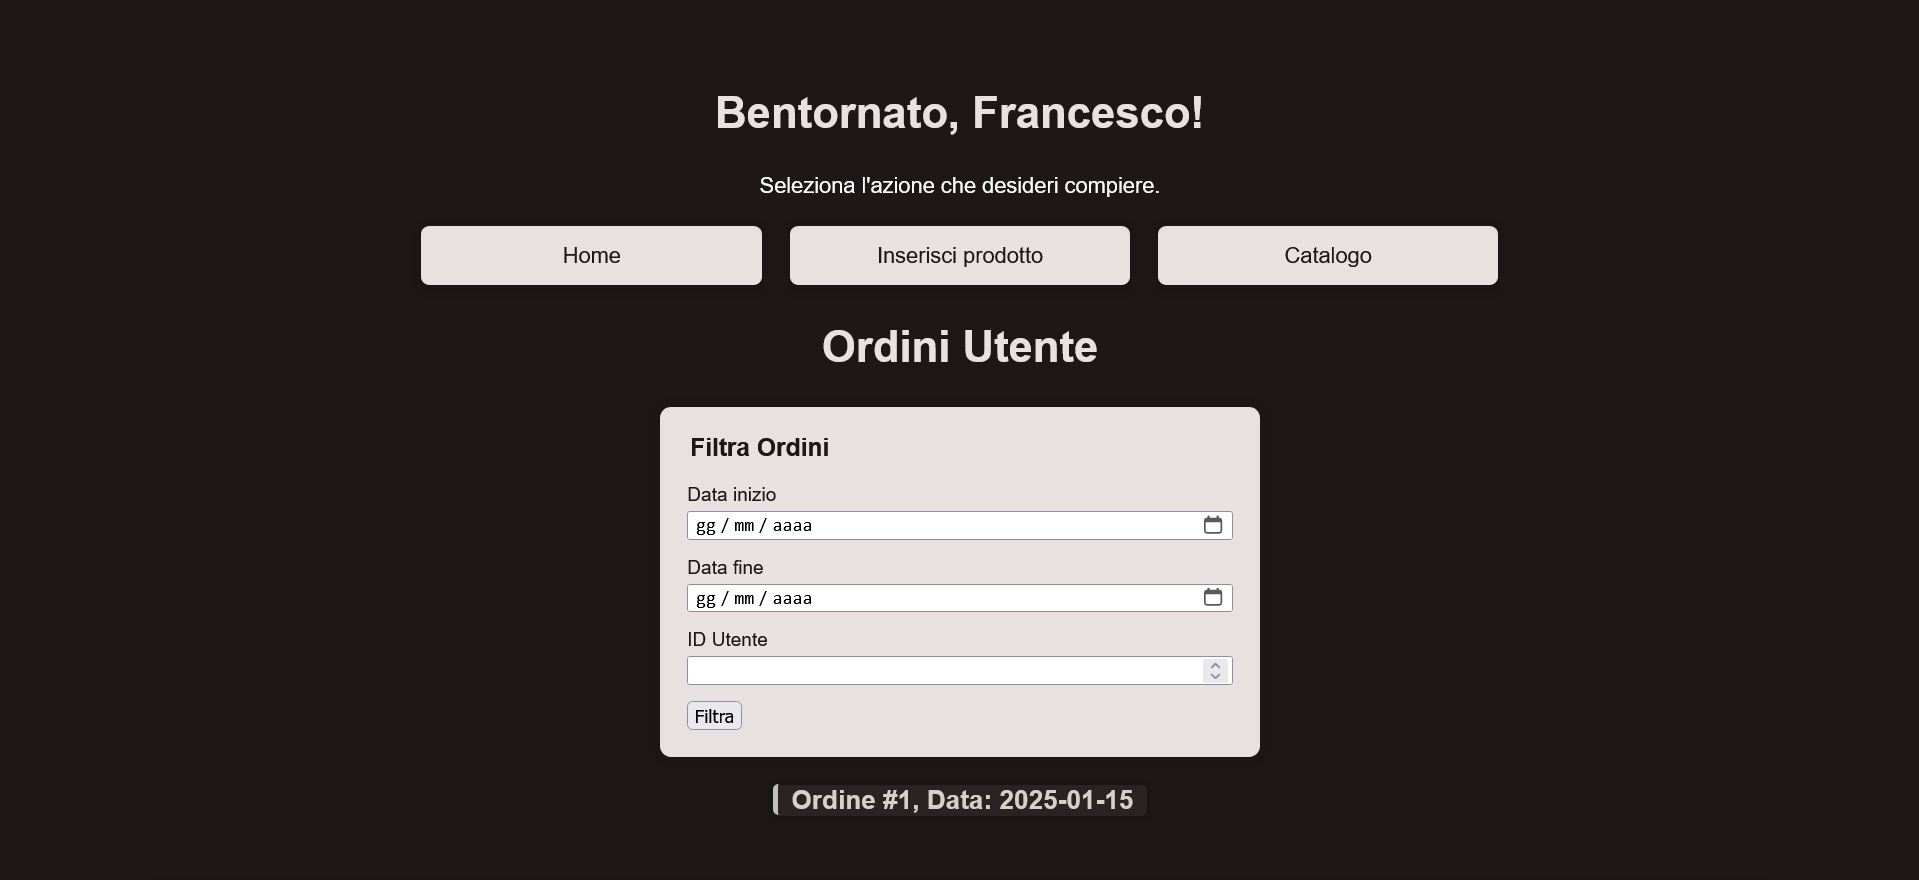 Bentornato, Francesco!
Seleziona l'azione che desideri compiere.
Home
Inserisci prodotto
Catalogo
Ordini Utente
Filtra Ordini
Data inizio
gg / mm / aaaa
Data fine
gg / mm / aaaa
ID Utente
Filtra
Ordine #1, Data: 2025-01-15